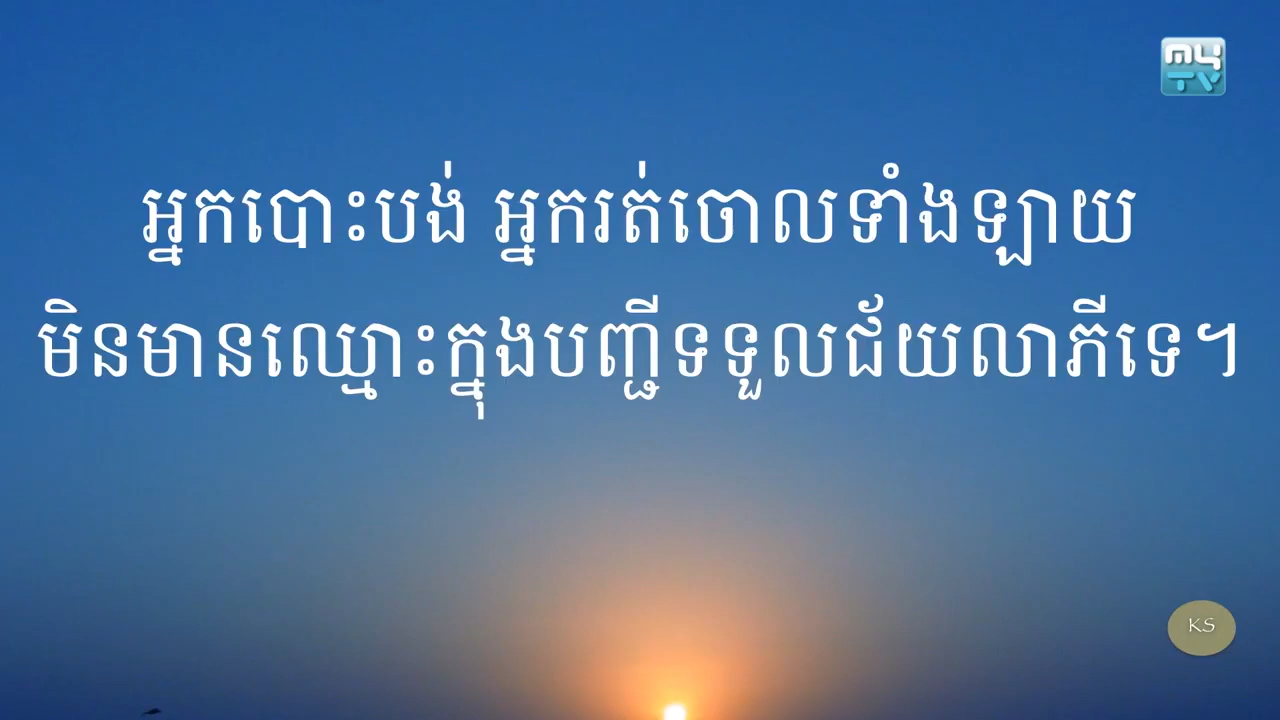 MY
TV
អ្នកបោះបង់ អ្នករត់ចោលទាំងឡាយ
មិនមានឈ្មោះក្នុងបញ្ជីទទួលជ័យលាភីទេ។
KS